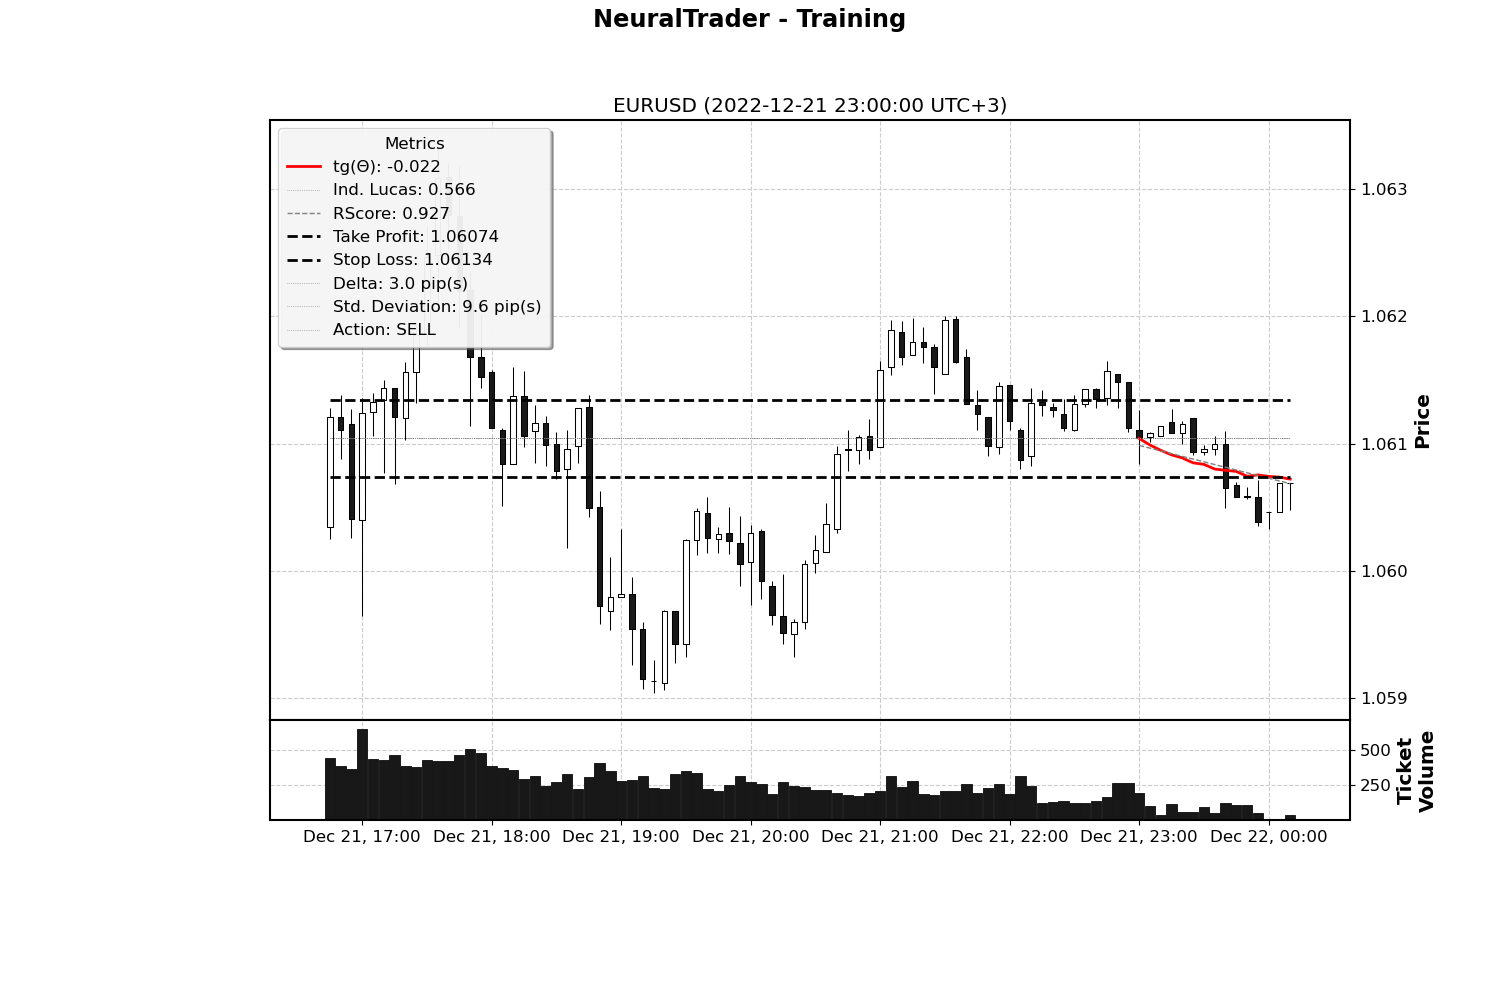 NeuralTrader - Training
EURUSD (2022-12-21 23:00:00 UTC+3)
Metrics
tg(Θ): -0.022
Ind. Lucas: 0.566
RScore: 0.927
Take Profit: 1.06074
Stop Loss: 1.06134
Delta: 3.0 pip(s)
Std. Deviation: 9.6 pip(s)
Action: SELL
1.063
1.062
1.061
1.060
1.059
Price
500
250
Ticket
Volume
Dec 21, 17:00
Dec 21, 18:00
Dec 21, 19:00
Dec 21, 20:00
Dec 21, 21:00
Dec 21, 22:00
Dec 21, 23:00
Dec 22, 00:00